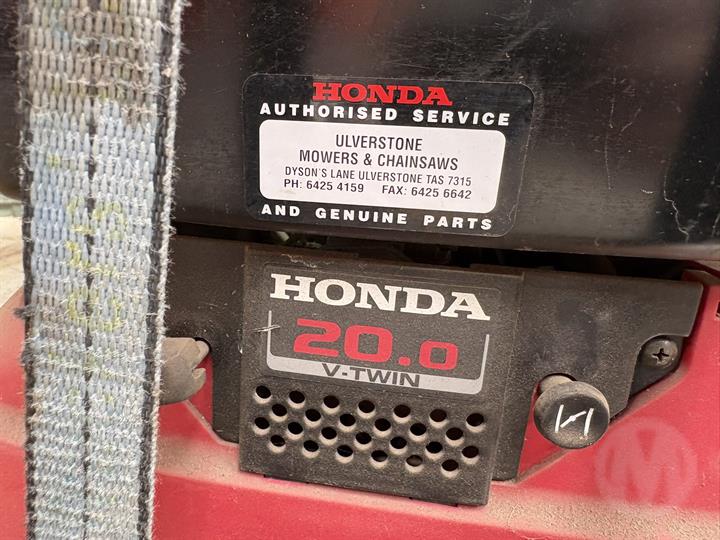 HONDA
AUTHORISED SERVICE
ULVERSTONE
MOWERS & CHAINSAWS
DYSON'S LANE ULVERSTONE TAS 7315
PH: 6425 4159 FAX: 6425 6642
AND GENUINE PARTS
HONDA
20.0
V-TWIN
M